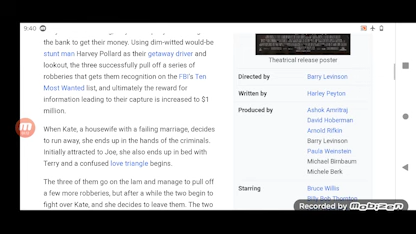 9:40
the bank to get their money. Using dim-witted would-be
stunt man Harvey Pollard as their getaway driver and
lookout, the three successfully pull off a series of
robberies that gets them recognition on the FBI's Ten
Most Wanted list, and ultimately the reward for
information leading to their capture is increased to $1
million.
When Kate, a housewife with a failing marriage, decides
to run away, she ends up in the hands of the criminals.
Initially attracted to Joe, she also ends up in bed with
Terry and a confused love triangle begins.
The three of them go on the lam and manage to pull off
a few more robberies, but after a while the two begin to
fight over Kate, and she decides to leave them. The two
Theatrical release poster
Directed by Barry Levinson
Written by Harley Peyton
Produced by Ashok Amritraj
David Hoberman
Arnold Rifkin
Barry Levinson
Paula Weinstein
Michael Birnbaum
Michele Berk
Starring Bruce Willis
Billy Bob Thornton
Recorded by Mobizen